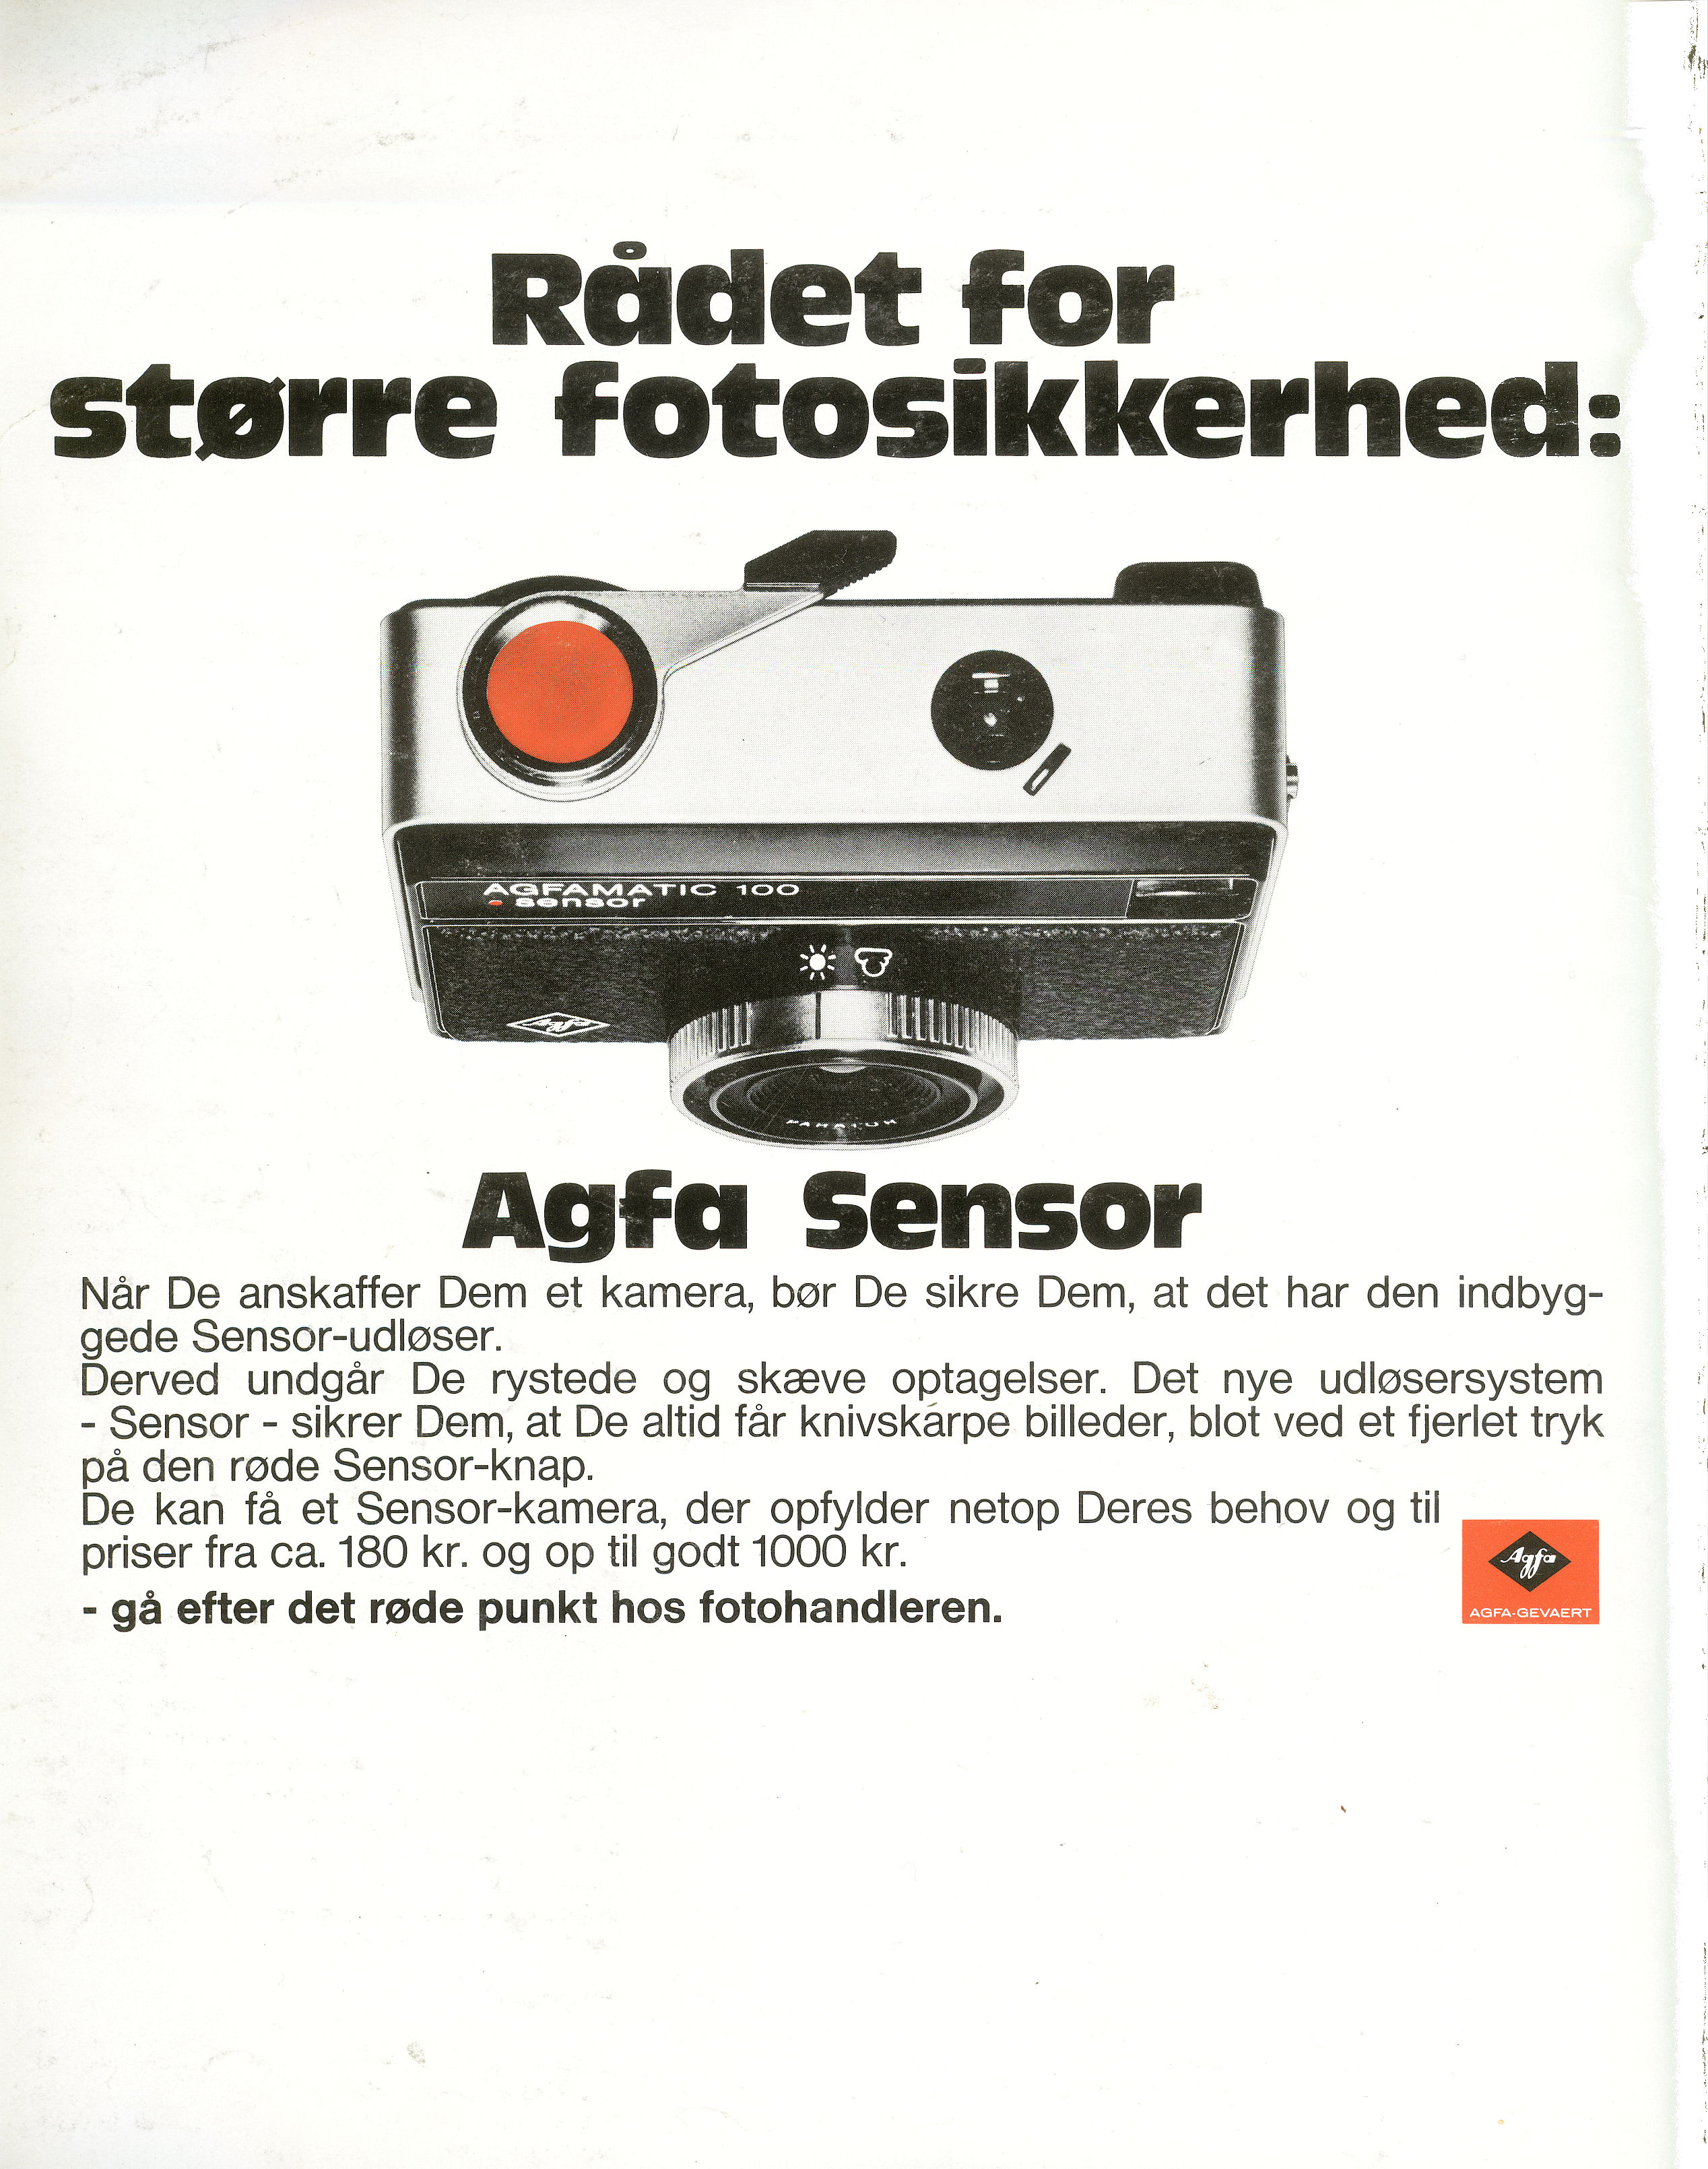 Rådet for
større fotosikkerhed:
AGFAMATIC 100
sensor
Agfa
Agfa Sensor
Når De anskaffer Dem et kamera, bør De sikre Dem, at det har den indbyg-
gede Sensor-udløser.
Derved undgår De rystede og skæve optagelser. Det nye udløsersystem
- Sensor - sikrer Dem, at De altid får knivskarpe billeder, blot ved et fjerlet tryk
på den røde Sensor-knap.
De kan få et Sensor-kamera, der opfylder netop Deres behov og til
priser fra ca. 180 kr. og op til godt 1000 kr.
- gå efter det røde punkt hos fotohandleren.
Agfa
AGFA-GEVAERT